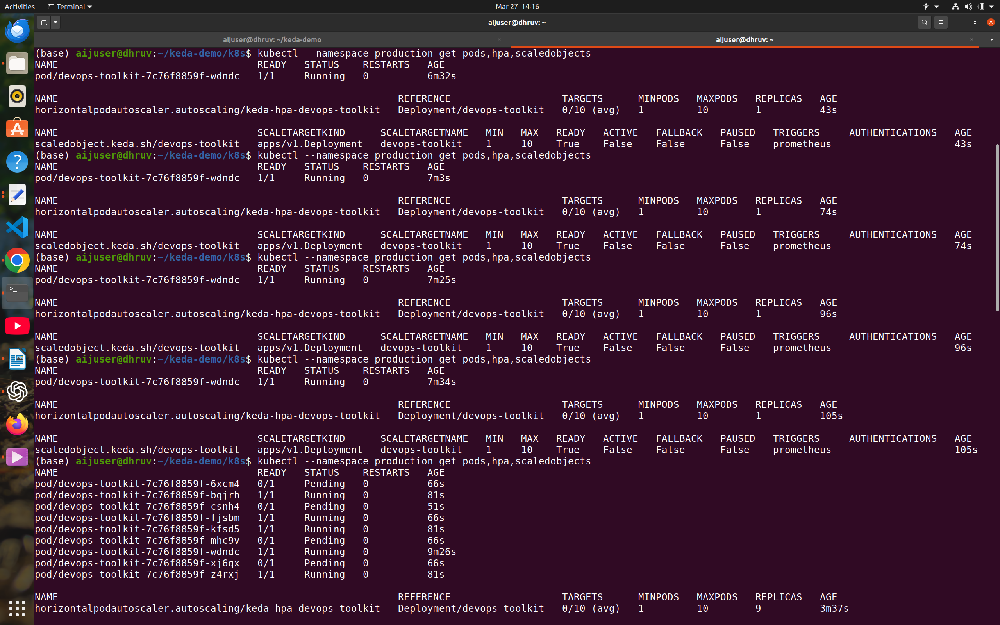 Activities Terminal Mar 27 14:16
aijuser@dhruv: ~
aijuser@dhruv: ~/keda-demo aijuser@dhruv: ~
(base) aijuser@dhruv:~/keda-demo/k8s$ kubectl --namespace production get pods,hpa,scaledobjects
NAME READY STATUS RESTARTS AGE
pod/devops-toolkit-7c76f8859f-wdndc 1/1 Running 0 6m32s
NAME REFERENCE TARGETS MINPODS MAXPODS REPLICAS AGE
horizontalpodautoscaler.autoscaling/keda-hpa-devops-toolkit Deployment/devops-toolkit 0/10 (avg) 1 10 1 43s
NAME SCALETARGETKIND SCALETARGETNAME MIN MAX READY ACTIVE FALLBACK PAUSED TRIGGERS AUTHENTICATIONS AGE
scaledobject.keda.sh/devops-toolkit apps/v1.Deployment devops-toolkit 1 10 True False False False prometheus 43s
(base) aijuser@dhruv:~/keda-demo/k8s$ kubectl --namespace production get pods,hpa,scaledobjects
NAME READY STATUS RESTARTS AGE
pod/devops-toolkit-7c76f8859f-wdndc 1/1 Running 0 7m3s
NAME REFERENCE TARGETS MINPODS MAXPODS REPLICAS AGE
horizontalpodautoscaler.autoscaling/keda-hpa-devops-toolkit Deployment/devops-toolkit 0/10 (avg) 1 10 1 74s
NAME SCALETARGETKIND SCALETARGETNAME MIN MAX READY ACTIVE FALLBACK PAUSED TRIGGERS AUTHENTICATIONS AGE
scaledobject.keda.sh/devops-toolkit apps/v1.Deployment devops-toolkit 1 10 True False False False prometheus 74s
(base) aijuser@dhruv:~/keda-demo/k8s$ kubectl --namespace production get pods,hpa,scaledobjects
NAME READY STATUS RESTARTS AGE
pod/devops-toolkit-7c76f8859f-wdndc 1/1 Running 0 7m25s
NAME REFERENCE TARGETS MINPODS MAXPODS REPLICAS AGE
horizontalpodautoscaler.autoscaling/keda-hpa-devops-toolkit Deployment/devops-toolkit 0/10 (avg) 1 10 1 96s
NAME SCALETARGETKIND SCALETARGETNAME MIN MAX READY ACTIVE FALLBACK PAUSED TRIGGERS AUTHENTICATIONS AGE
scaledobject.keda.sh/devops-toolkit apps/v1.Deployment devops-toolkit 1 10 True False False False prometheus 96s
(base) aijuser@dhruv:~/keda-demo/k8s$ kubectl --namespace production get pods,hpa,scaledobjects
NAME READY STATUS RESTARTS AGE
pod/devops-toolkit-7c76f8859f-wdndc 1/1 Running 0 7m34s
NAME REFERENCE TARGETS MINPODS MAXPODS REPLICAS AGE
horizontalpodautoscaler.autoscaling/keda-hpa-devops-toolkit Deployment/devops-toolkit 0/10 (avg) 1 10 1 105s
NAME SCALETARGETKIND SCALETARGETNAME MIN MAX READY ACTIVE FALLBACK PAUSED TRIGGERS AUTHENTICATIONS AGE
scaledobject.keda.sh/devops-toolkit apps/v1.Deployment devops-toolkit 1 10 True False False False prometheus 105s
(base) aijuser@dhruv:~/keda-demo/k8s$ kubectl --namespace production get pods,hpa,scaledobjects
NAME READY STATUS RESTARTS AGE
pod/devops-toolkit-7c76f8859f-6xcm4 0/1 Pending 0 66s
pod/devops-toolkit-7c76f8859f-bgjrh 1/1 Running 0 81s
pod/devops-toolkit-7c76f8859f-csnh4 0/1 Pending 0 51s
pod/devops-toolkit-7c76f8859f-fjsbm 1/1 Running 0 66s
pod/devops-toolkit-7c76f8859f-kfsd5 1/1 Running 0 81s
pod/devops-toolkit-7c76f8859f-mhc9v 0/1 Pending 0 66s
pod/devops-toolkit-7c76f8859f-wdndc 1/1 Running 0 9m26s
pod/devops-toolkit-7c76f8859f-xj6qx 0/1 Pending 0 66s
pod/devops-toolkit-7c76f8859f-z4rxj 1/1 Running 0 81s
NAME REFERENCE TARGETS MINPODS MAXPODS REPLICAS AGE
horizontalpodautoscaler.autoscaling/keda-hpa-devops-toolkit Deployment/devops-toolkit 0/10 (avg) 1 10 9 3m37s